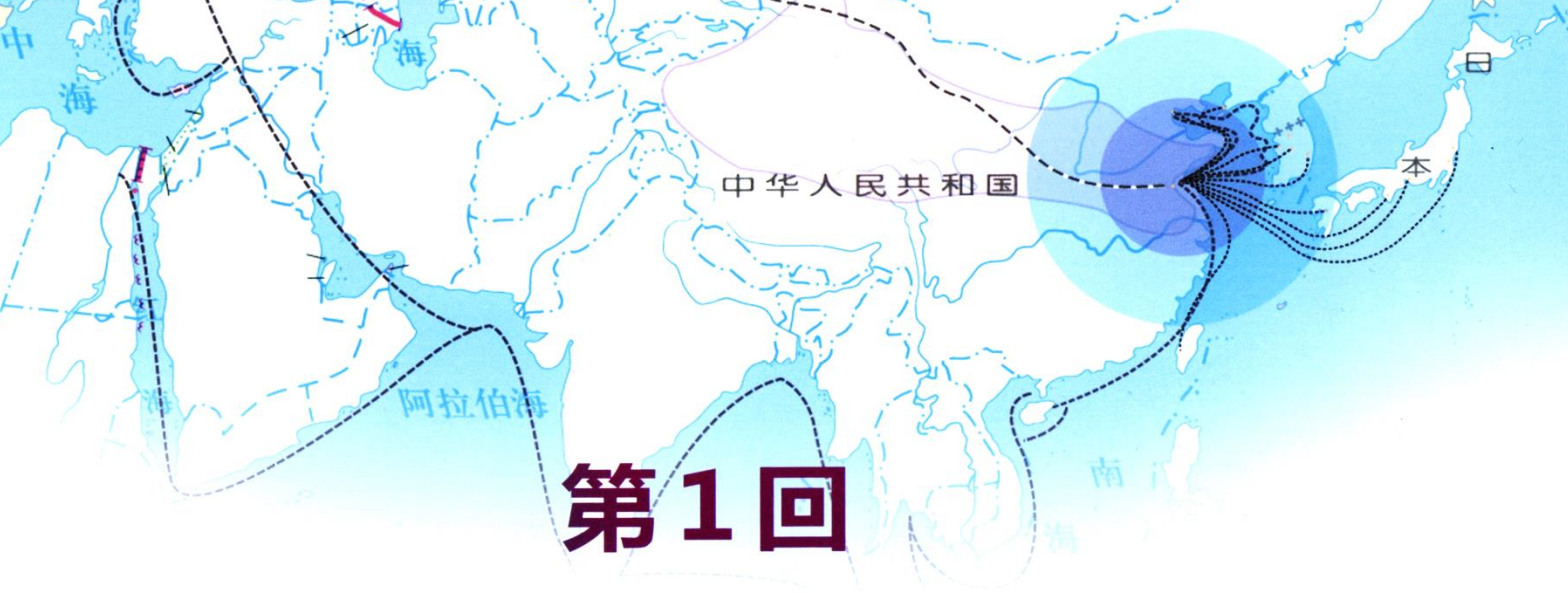 中
海
海
日
本
中华人民共和国
海
阿拉伯海
南
海
第1回